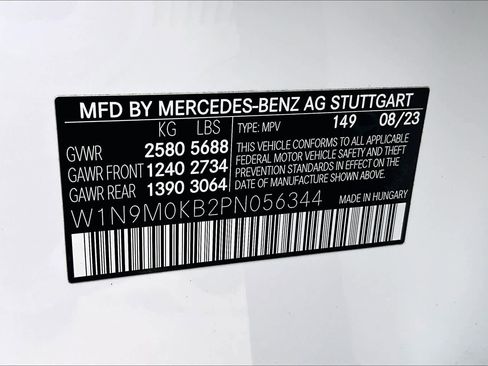 MFD BY MERCEDES-BENZ AG STUTTGART
KG LBS TYPE: MPV 149 08/23
GVWR 2580 5688
GAWR FRONT 1240 2734
GAWR REAR 1390 3064
THIS VEHICLE CONFORMS TO ALL APPLICABLE
FEDERAL MOTOR VEHICLE SAFETY AND THEFT
PREVENTION STANDARDS IN EFFECT ON THE
DATE OF MANUFACTURE SHOWN ABOVE.
W1N9M0KB2PN056344 MADE IN HUNGARY